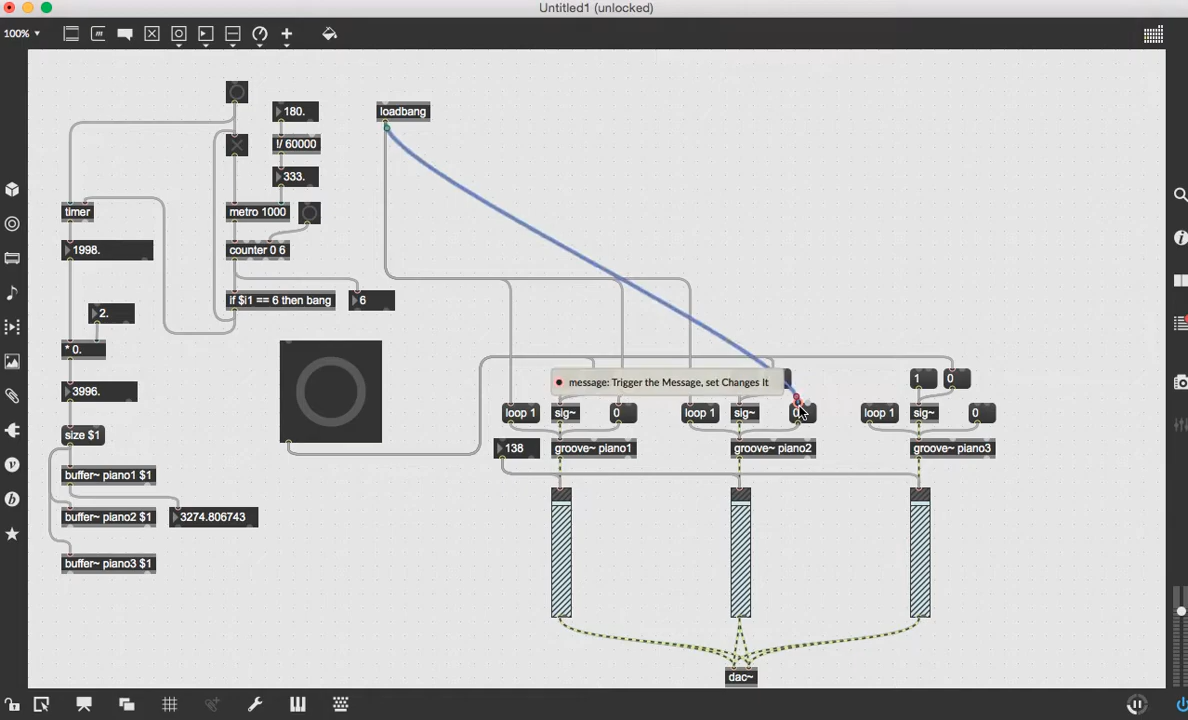 Untitled1 (unlocked)
100%
loadbang
180.
!/ 60000
333.
timer
metro 1000
1998.
counter 0 6
if $i1 == 6 then bang
6
2.
* 0.
3996.
size $1
message: Trigger the Message, set Changes It
1
0
loop 1
sig~
0
loop 1
sig~
0
loop 1
sig~
0
138
groove~ piano1
groove~ piano2
groove~ piano3
buffer~ piano1 $1
buffer~ piano2 $1
3274.806743
buffer~ piano3 $1
dac~